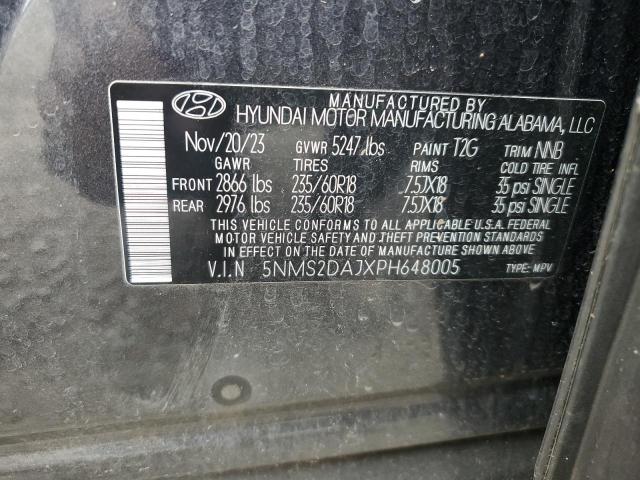 MANUFACTURED BY
HYUNDAI MOTOR MANUFACTURING ALABAMA, LLC
Nov/20/23 GVWR 5247 lbs PAINT T2G TRIM NNB
GAWR TIRES RIMS COLD TIRE INFL
FRONT 2866 lbs 235/60R18 7.5JX18 35 psi SINGLE
REAR 2976 lbs 235/60R18 7.5JX18 35 psi SINGLE
THIS VEHICLE CONFORMS TO ALL APPLICABLE U.S.A. FEDERAL
MOTOR VEHICLE SAFETY AND THEFT PREVENTION STANDARDS
IN EFFECT ON THE DATE OF MANUFACTURE SHOWN ABOVE.
V.I.N 5NMS2DAJXPH648005 TYPE: MPV